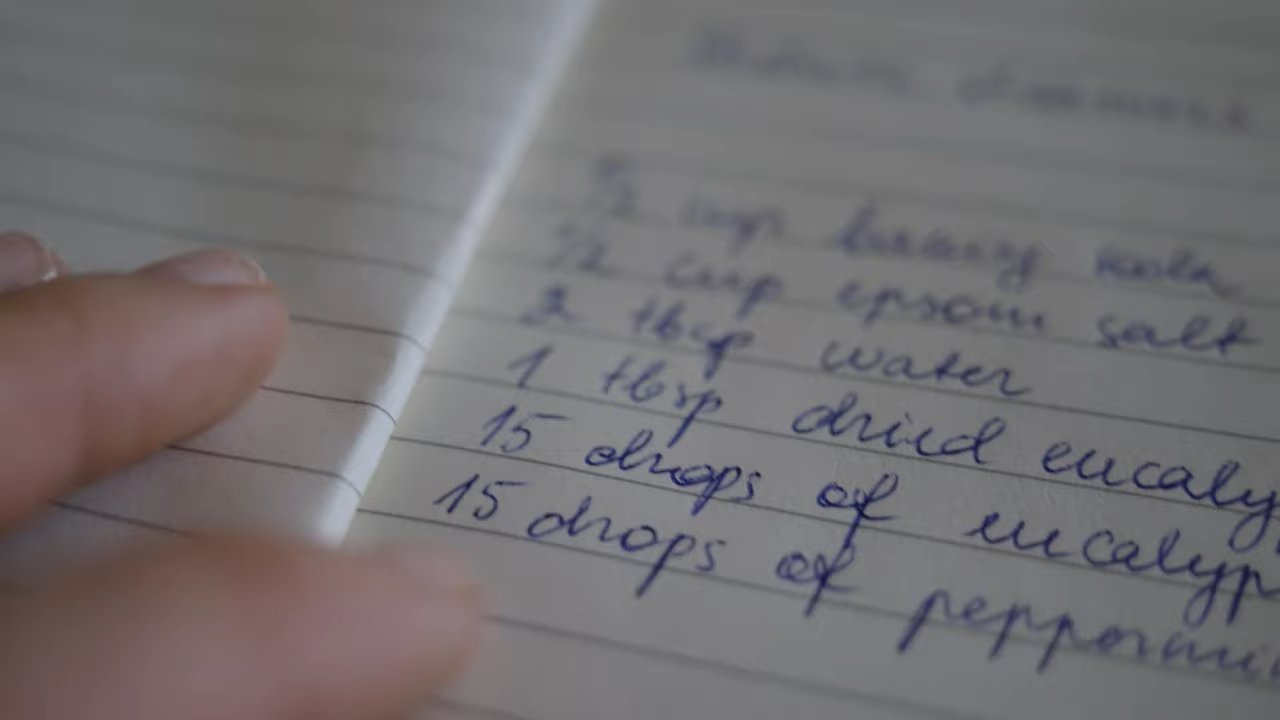 1/2 cup baking soda
1/2 cup epsom salt
2 tbsp water
1 tbsp dried eucaly
15 drops of eucalyp
15 drops of peppermin